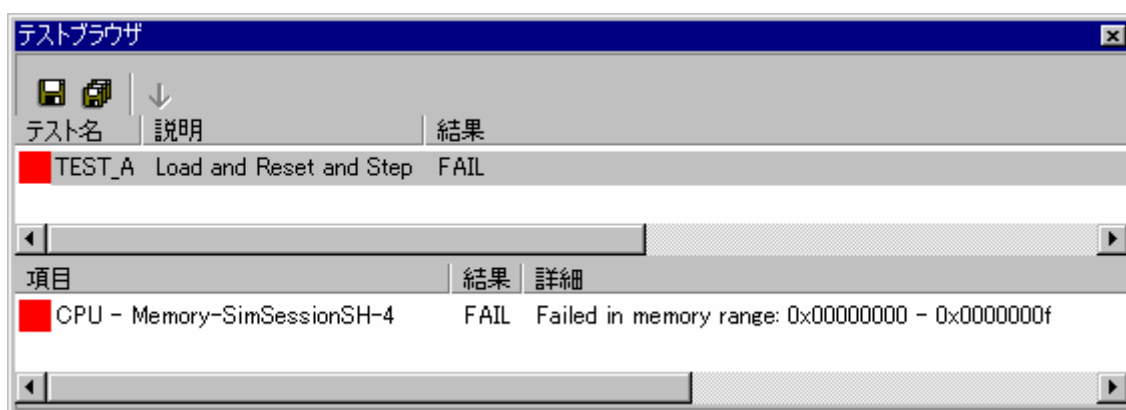 テストブラウザ
テスト名 説明 結果
TEST_A Load and Reset and Step FAIL
項目 結果 詳細
CPU - Memory-SimSessionSH-4 FAIL Failed in memory range: 0x00000000 - 0x0000000f